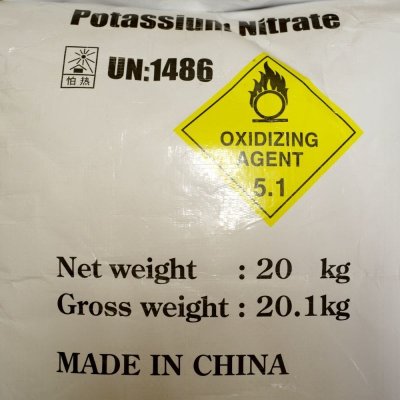 Potassium Nitrate
怕热
UN:1486
OXIDIZING
AGENT
5.1
Net weight : 20 kg
Gross weight : 20.1kg
MADE IN CHINA